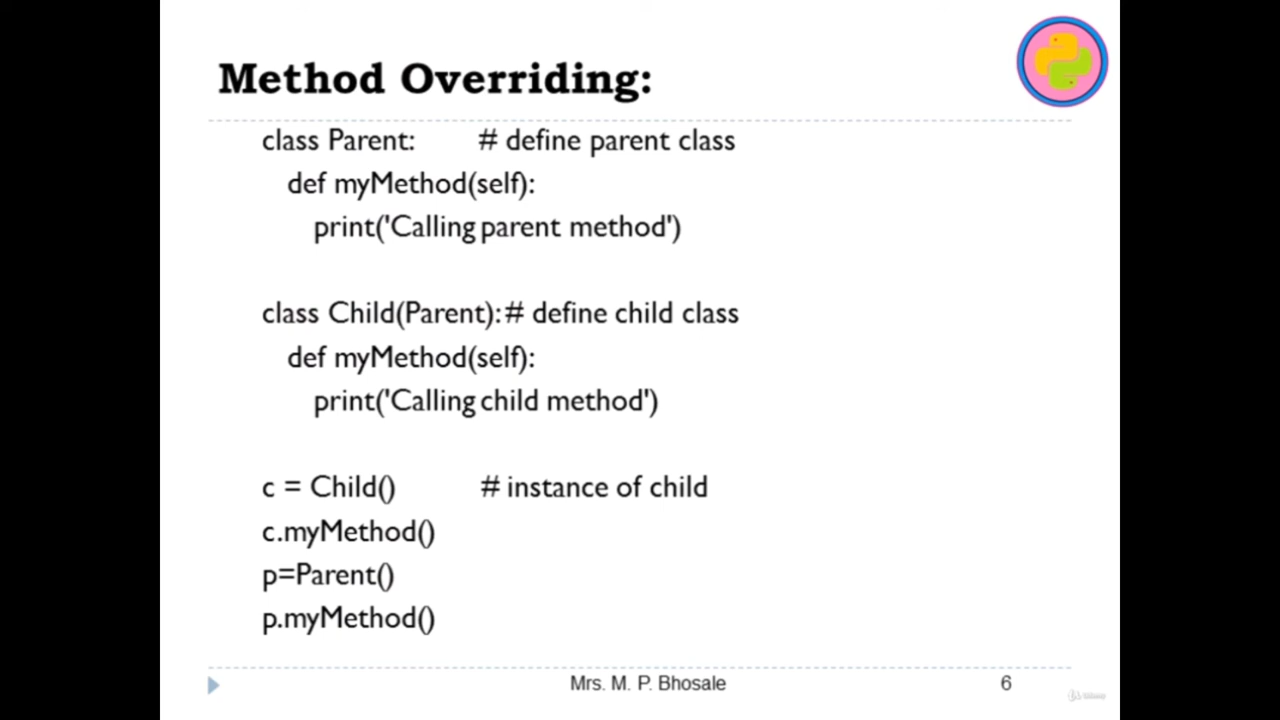 Method Overriding:
class Parent: # define parent class
def myMethod(self):
print('Calling parent method')
class Child(Parent):# define child class
def myMethod(self):
print('Calling child method')
c = Child() # instance of child
c.myMethod()
p=Parent()
p.myMethod()
Mrs. M. P. Bhosale 6